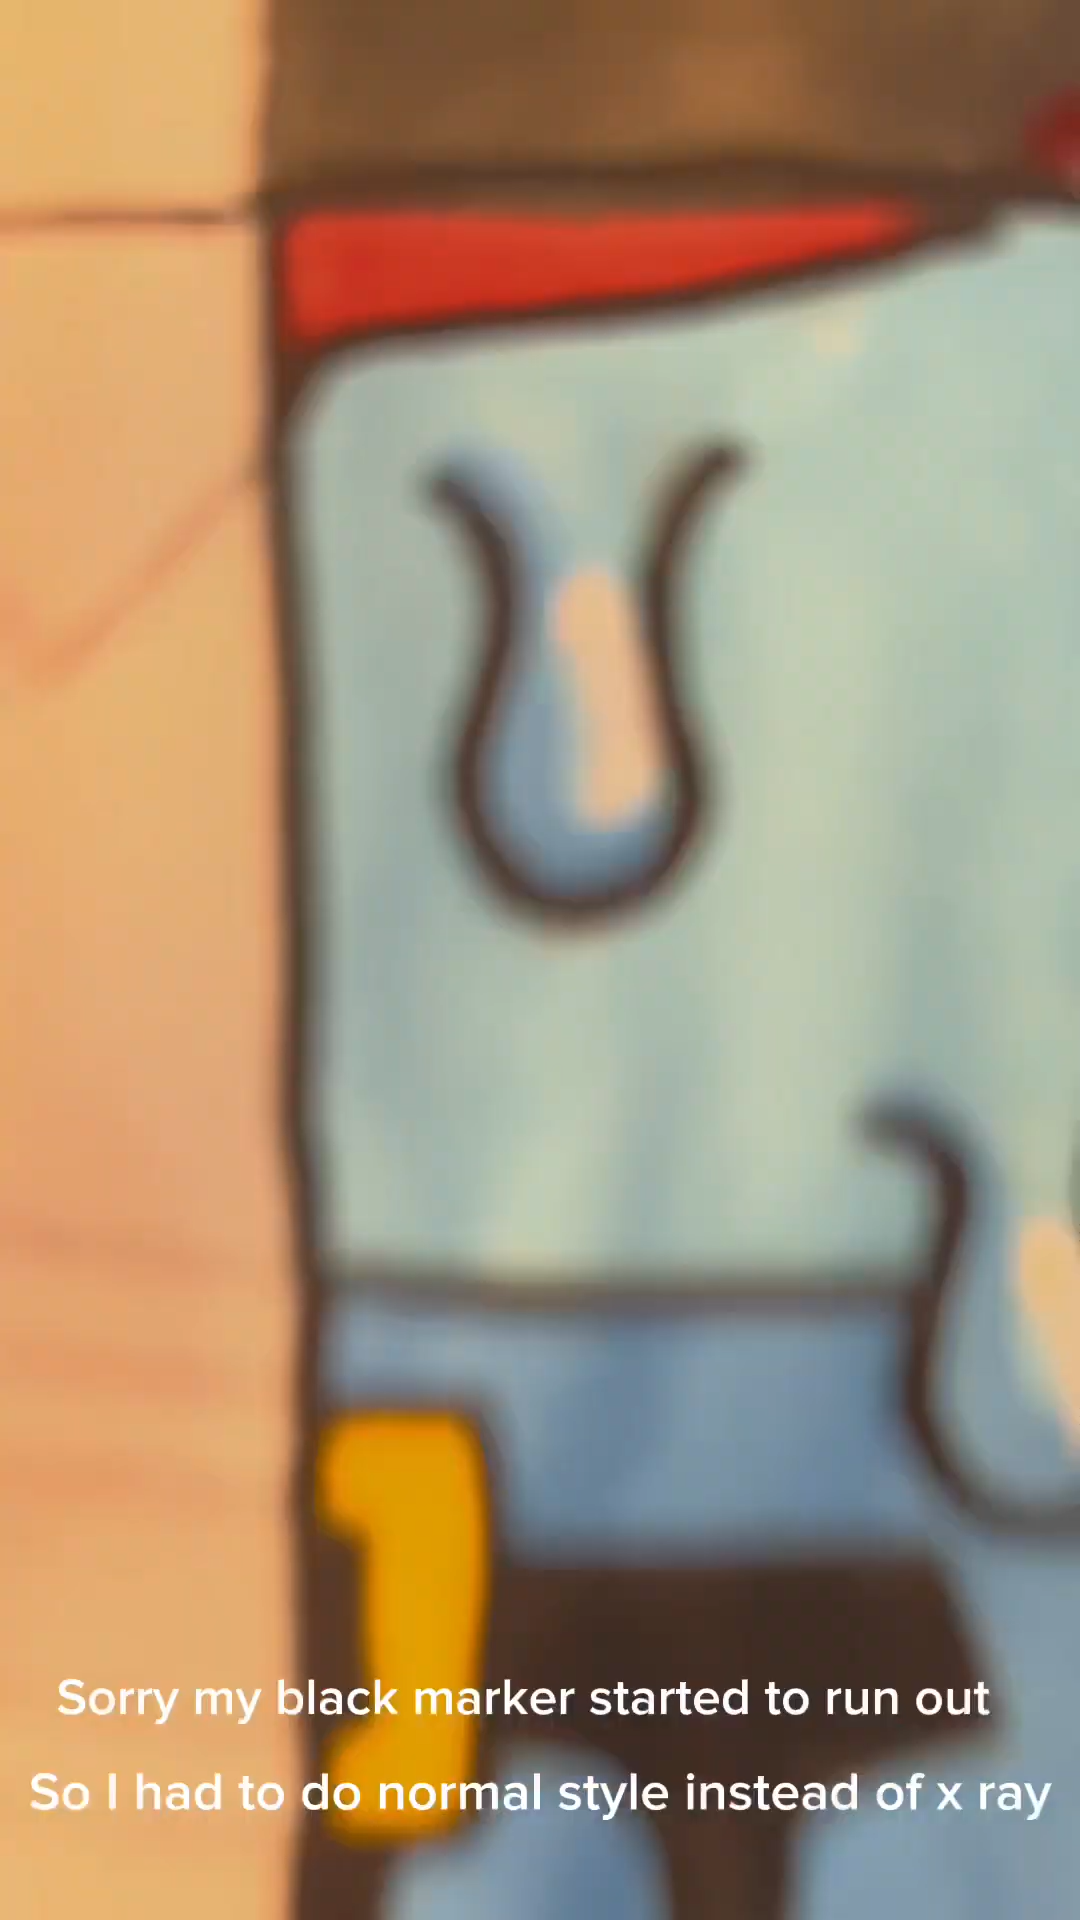 Sorry my black marker started to run out
So I had to do normal style instead of x ray